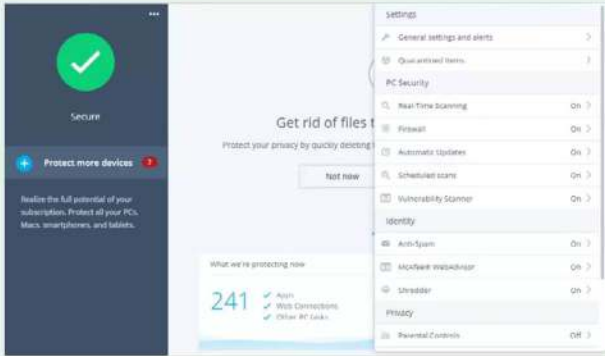 Secure
Protect more devices
Realize the full potential of your
subscription. Protect all your PCs,
Macs, smartphones, and tablets.
Get rid of files t
Protect your privacy by quickly deleting
Not now
What we're protecting now
241
Apps
Web Connections
Other PC tasks
Settings
General settings and alerts
Quarantined items
PC Security
Real-Time Scanning On
Firewall On
Automatic Updates On
Scheduled scans On
Vulnerability Scanner On
Identity
Anti-Spam On
McAfee® WebAdvisor On
Shredder On
Privacy
Parental Controls Off